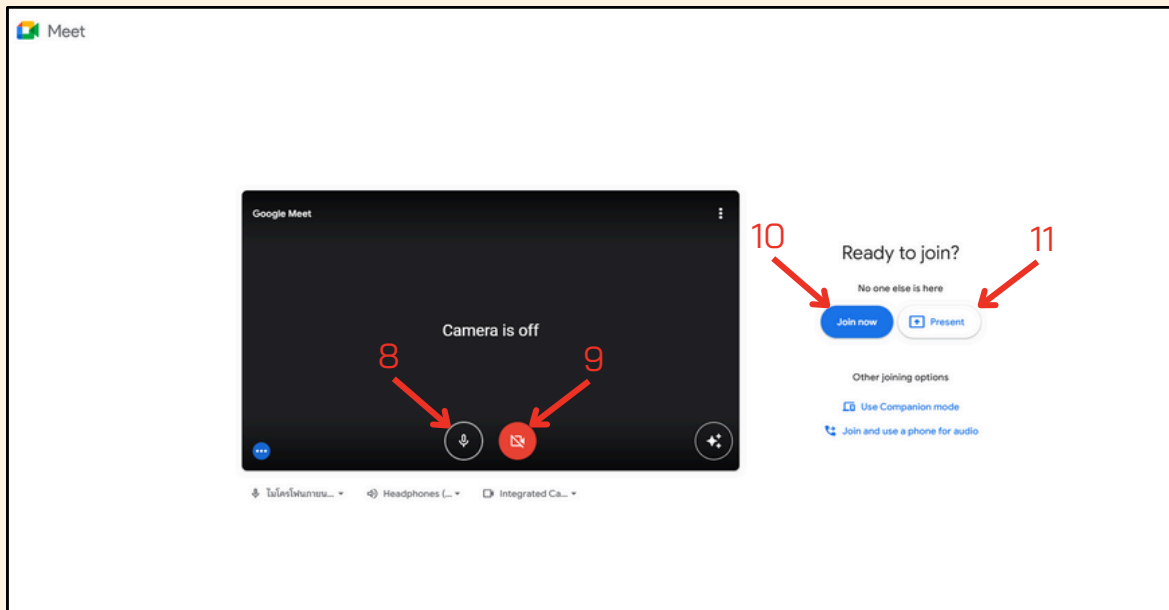 Meet
Google Meet
Camera is off
8
9
10
11
Ready to join?
No one else is here
Join now
Present
Other joining options
Use Companion mode
Join and use a phone for audio
ไมโครโฟนภายน...
Headphones (...
Integrated Ca...